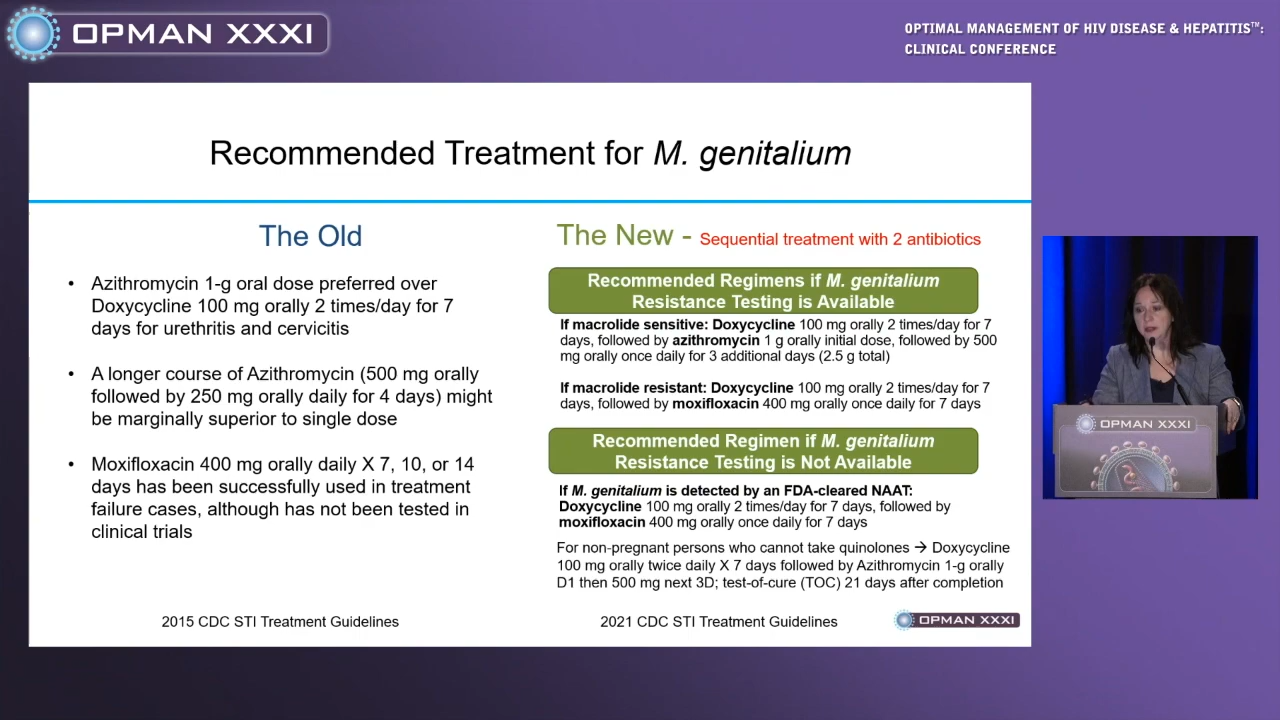 OPMAN XXXI
OPTIMAL MANAGEMENT OF HIV DISEASE & HEPATITIS™:
CLINICAL CONFERENCE
Recommended Treatment for M. genitalium
The Old
• Azithromycin 1-g oral dose preferred over
Doxycycline 100 mg orally 2 times/day for 7
days for urethritis and cervicitis
• A longer course of Azithromycin (500 mg orally
followed by 250 mg orally daily for 4 days) might
be marginally superior to single dose
• Moxifloxacin 400 mg orally daily X 7, 10, or 14
days has been successfully used in treatment
failure cases, although has not been tested in
clinical trials
2015 CDC STI Treatment Guidelines
The New - Sequential treatment with 2 antibiotics
Recommended Regimens if M. genitalium
Resistance Testing is Available
If macrolide sensitive: Doxycycline 100 mg orally 2 times/day for 7
days, followed by azithromycin 1 g orally initial dose, followed by 500
mg orally once daily for 3 additional days (2.5 g total)
If macrolide resistant: Doxycycline 100 mg orally 2 times/day for 7
days, followed by moxifloxacin 400 mg orally once daily for 7 days
Recommended Regimen if M. genitalium
Resistance Testing is Not Available
If M. genitalium is detected by an FDA-cleared NAAT:
Doxycycline 100 mg orally 2 times/day for 7 days, followed by
moxifloxacin 400 mg orally once daily for 7 days
For non-pregnant persons who cannot take quinolones → Doxycycline
100 mg orally twice daily X 7 days followed by Azithromycin 1-g orally
D1 then 500 mg next 3D; test-of-cure (TOC) 21 days after completion
2021 CDC STI Treatment Guidelines
OPMAN XXXI
OPMAN XXXI